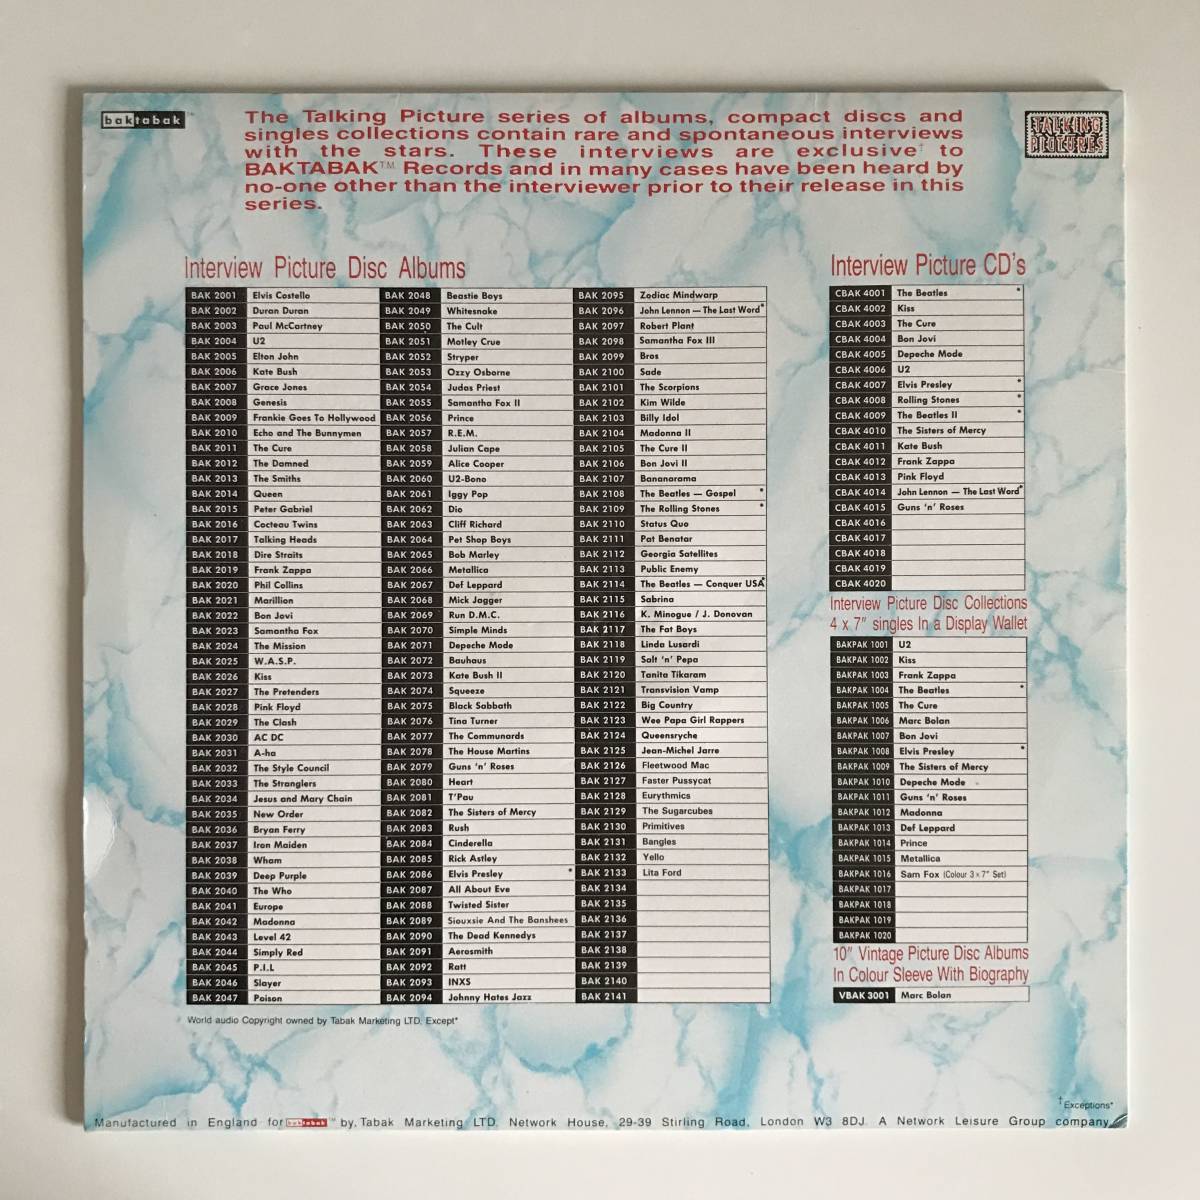 baktabak™
The Talking Picture series of albums, compact discs and
singles collections contain rare and spontaneous interviews
with the stars. These interviews are exclusive† to
BAKTABAK™ Records and in many cases have been heard by
no-one other than the interviewer prior to their release in this
series.
TALKING
PICTURES
Interview Picture Disc Albums
BAK 2001 Elvis Costello
BAK 2002 Duran Duran
BAK 2003 Paul McCartney
BAK 2004 U2
BAK 2005 Elton John
BAK 2006 Kate Bush
BAK 2007 Grace Jones
BAK 2008 Genesis
BAK 2009 Frankie Goes To Hollywood
BAK 2010 Echo and The Bunnymen
BAK 2011 The Cure
BAK 2012 The Damned
BAK 2013 The Smiths
BAK 2014 Queen
BAK 2015 Peter Gabriel
BAK 2016 Cocteau Twins
BAK 2017 Talking Heads
BAK 2018 Dire Straits
BAK 2019 Frank Zappa
BAK 2020 Phil Collins
BAK 2021 Marillion
BAK 2022 Bon Jovi
BAK 2023 Samantha Fox
BAK 2024 The Mission
BAK 2025 W.A.S.P.
BAK 2026 Kiss
BAK 2027 The Pretenders
BAK 2028 Pink Floyd
BAK 2029 The Clash
BAK 2030 AC DC
BAK 2031 A-ha
BAK 2032 The Style Council
BAK 2033 The Stranglers
BAK 2034 Jesus and Mary Chain
BAK 2035 New Order
BAK 2036 Bryan Ferry
BAK 2037 Iron Maiden
BAK 2038 Wham
BAK 2039 Deep Purple
BAK 2040 The Who
BAK 2041 Europe
BAK 2042 Madonna
BAK 2043 Level 42
BAK 2044 Simply Red
BAK 2045 P.I.L
BAK 2046 Slayer
BAK 2047 Poison
BAK 2048 Beastie Boys
BAK 2049 Whitesnake
BAK 2050 The Cult
BAK 2051 Motley Crue
BAK 2052 Stryper
BAK 2053 Ozzy Osborne
BAK 2054 Judas Priest
BAK 2055 Samantha Fox II
BAK 2056 Prince
BAK 2057 R.E.M.
BAK 2058 Julian Cape
BAK 2059 Alice Cooper
BAK 2060 U2-Bono
BAK 2061 Iggy Pop
BAK 2062 Dio
BAK 2063 Cliff Richard
BAK 2064 Pet Shop Boys
BAK 2065 Bob Marley
BAK 2066 Metallica
BAK 2067 Def Leppard
BAK 2068 Mick Jagger
BAK 2069 Run D.M.C.
BAK 2070 Simple Minds
BAK 2071 Depeche Mode
BAK 2072 Bauhaus
BAK 2073 Kate Bush II
BAK 2074 Squeeze
BAK 2075 Black Sabbath
BAK 2076 Tina Turner
BAK 2077 The Communards
BAK 2078 The House Martins
BAK 2079 Guns 'n' Roses
BAK 2080 Heart
BAK 2081 T'Pau
BAK 2082 The Sisters of Mercy
BAK 2083 Rush
BAK 2084 Cinderella
BAK 2085 Rick Astley
BAK 2086 Elvis Presley *
BAK 2087 All About Eve
BAK 2088 Twisted Sister
BAK 2089 Siouxsie And The Banshees
BAK 2090 The Dead Kennedys
BAK 2091 Aerosmith
BAK 2092 Ratt
BAK 2093 INXS
BAK 2094 Johnny Hates Jazz
BAK 2095 Zodiac Mindwarp
BAK 2096 John Lennon — The Last Word*
BAK 2097 Robert Plant
BAK 2098 Samantha Fox III
BAK 2099 Bros
BAK 2100 Sade
BAK 2101 The Scorpions
BAK 2102 Kim Wilde
BAK 2103 Billy Idol
BAK 2104 Madonna II
BAK 2105 The Cure II
BAK 2106 Bon Jovi II
BAK 2107 Bananarama
BAK 2108 The Beatles — Gospel *
BAK 2109 The Rolling Stones *
BAK 2110 Status Quo
BAK 2111 Pat Benatar
BAK 2112 Georgia Satellites
BAK 2113 Public Enemy
BAK 2114 The Beatles — Conquer USA*
BAK 2115 Sabrina
BAK 2116 K. Minogue / J. Donovan
BAK 2117 The Fat Boys
BAK 2118 Linda Lusardi
BAK 2119 Salt 'n' Pepa
BAK 2120 Tanita Tikaram
BAK 2121 Transvision Vamp
BAK 2122 Big Country
BAK 2123 Wee Papa Girl Rappers
BAK 2124 Queensryche
BAK 2125 Jean-Michel Jarre
BAK 2126 Fleetwood Mac
BAK 2127 Faster Pussycat
BAK 2128 Eurythmics
BAK 2129 The Sugarcubes
BAK 2130 Primitives
BAK 2131 Bangles
BAK 2132 Yello
BAK 2133 Lita Ford
BAK 2134
BAK 2135
BAK 2136
BAK 2137
BAK 2138
BAK 2139
BAK 2140
BAK 2141
World audio Copyright owned by Tabak Marketing LTD. Except*
Interview Picture CD's
CBAK 4001 The Beatles *
CBAK 4002 Kiss
CBAK 4003 The Cure
CBAK 4004 Bon Jovi
CBAK 4005 Depeche Mode
CBAK 4006 U2
CBAK 4007 Elvis Presley *
CBAK 4008 Rolling Stones *
CBAK 4009 The Beatles II *
CBAK 4010 The Sisters of Mercy
CBAK 4011 Kate Bush
CBAK 4012 Frank Zappa
CBAK 4013 Pink Floyd
CBAK 4014 John Lennon — The Last Word*
CBAK 4015 Guns 'n' Roses
CBAK 4016
CBAK 4017
CBAK 4018
CBAK 4019
CBAK 4020
Interview Picture Disc Collections
4 x 7" singles In a Display Wallet
BAKPAK 1001 U2
BAKPAK 1002 Kiss
BAKPAK 1003 Frank Zappa
BAKPAK 1004 The Beatles *
BAKPAK 1005 The Cure
BAKPAK 1006 Marc Bolan
BAKPAK 1007 Bon Jovi
BAKPAK 1008 Elvis Presley *
BAKPAK 1009 The Sisters of Mercy
BAKPAK 1010 Depeche Mode
BAKPAK 1011 Guns 'n' Roses
BAKPAK 1012 Madonna
BAKPAK 1013 Def Leppard
BAKPAK 1014 Prince
BAKPAK 1015 Metallica
BAKPAK 1016 Sam Fox (Colour 3 x 7" Set)
BAKPAK 1017
BAKPAK 1018
BAKPAK 1019
BAKPAK 1020
10" Vintage Picture Disc Albums
In Colour Sleeve With Biography
VBAK 3001 Marc Bolan
†Exceptions*
Manufactured in England for baktabak™ by. Tabak Marketing LTD. Network House, 29-39 Stirling Road, London W3 8DJ. A Network Leisure Group company